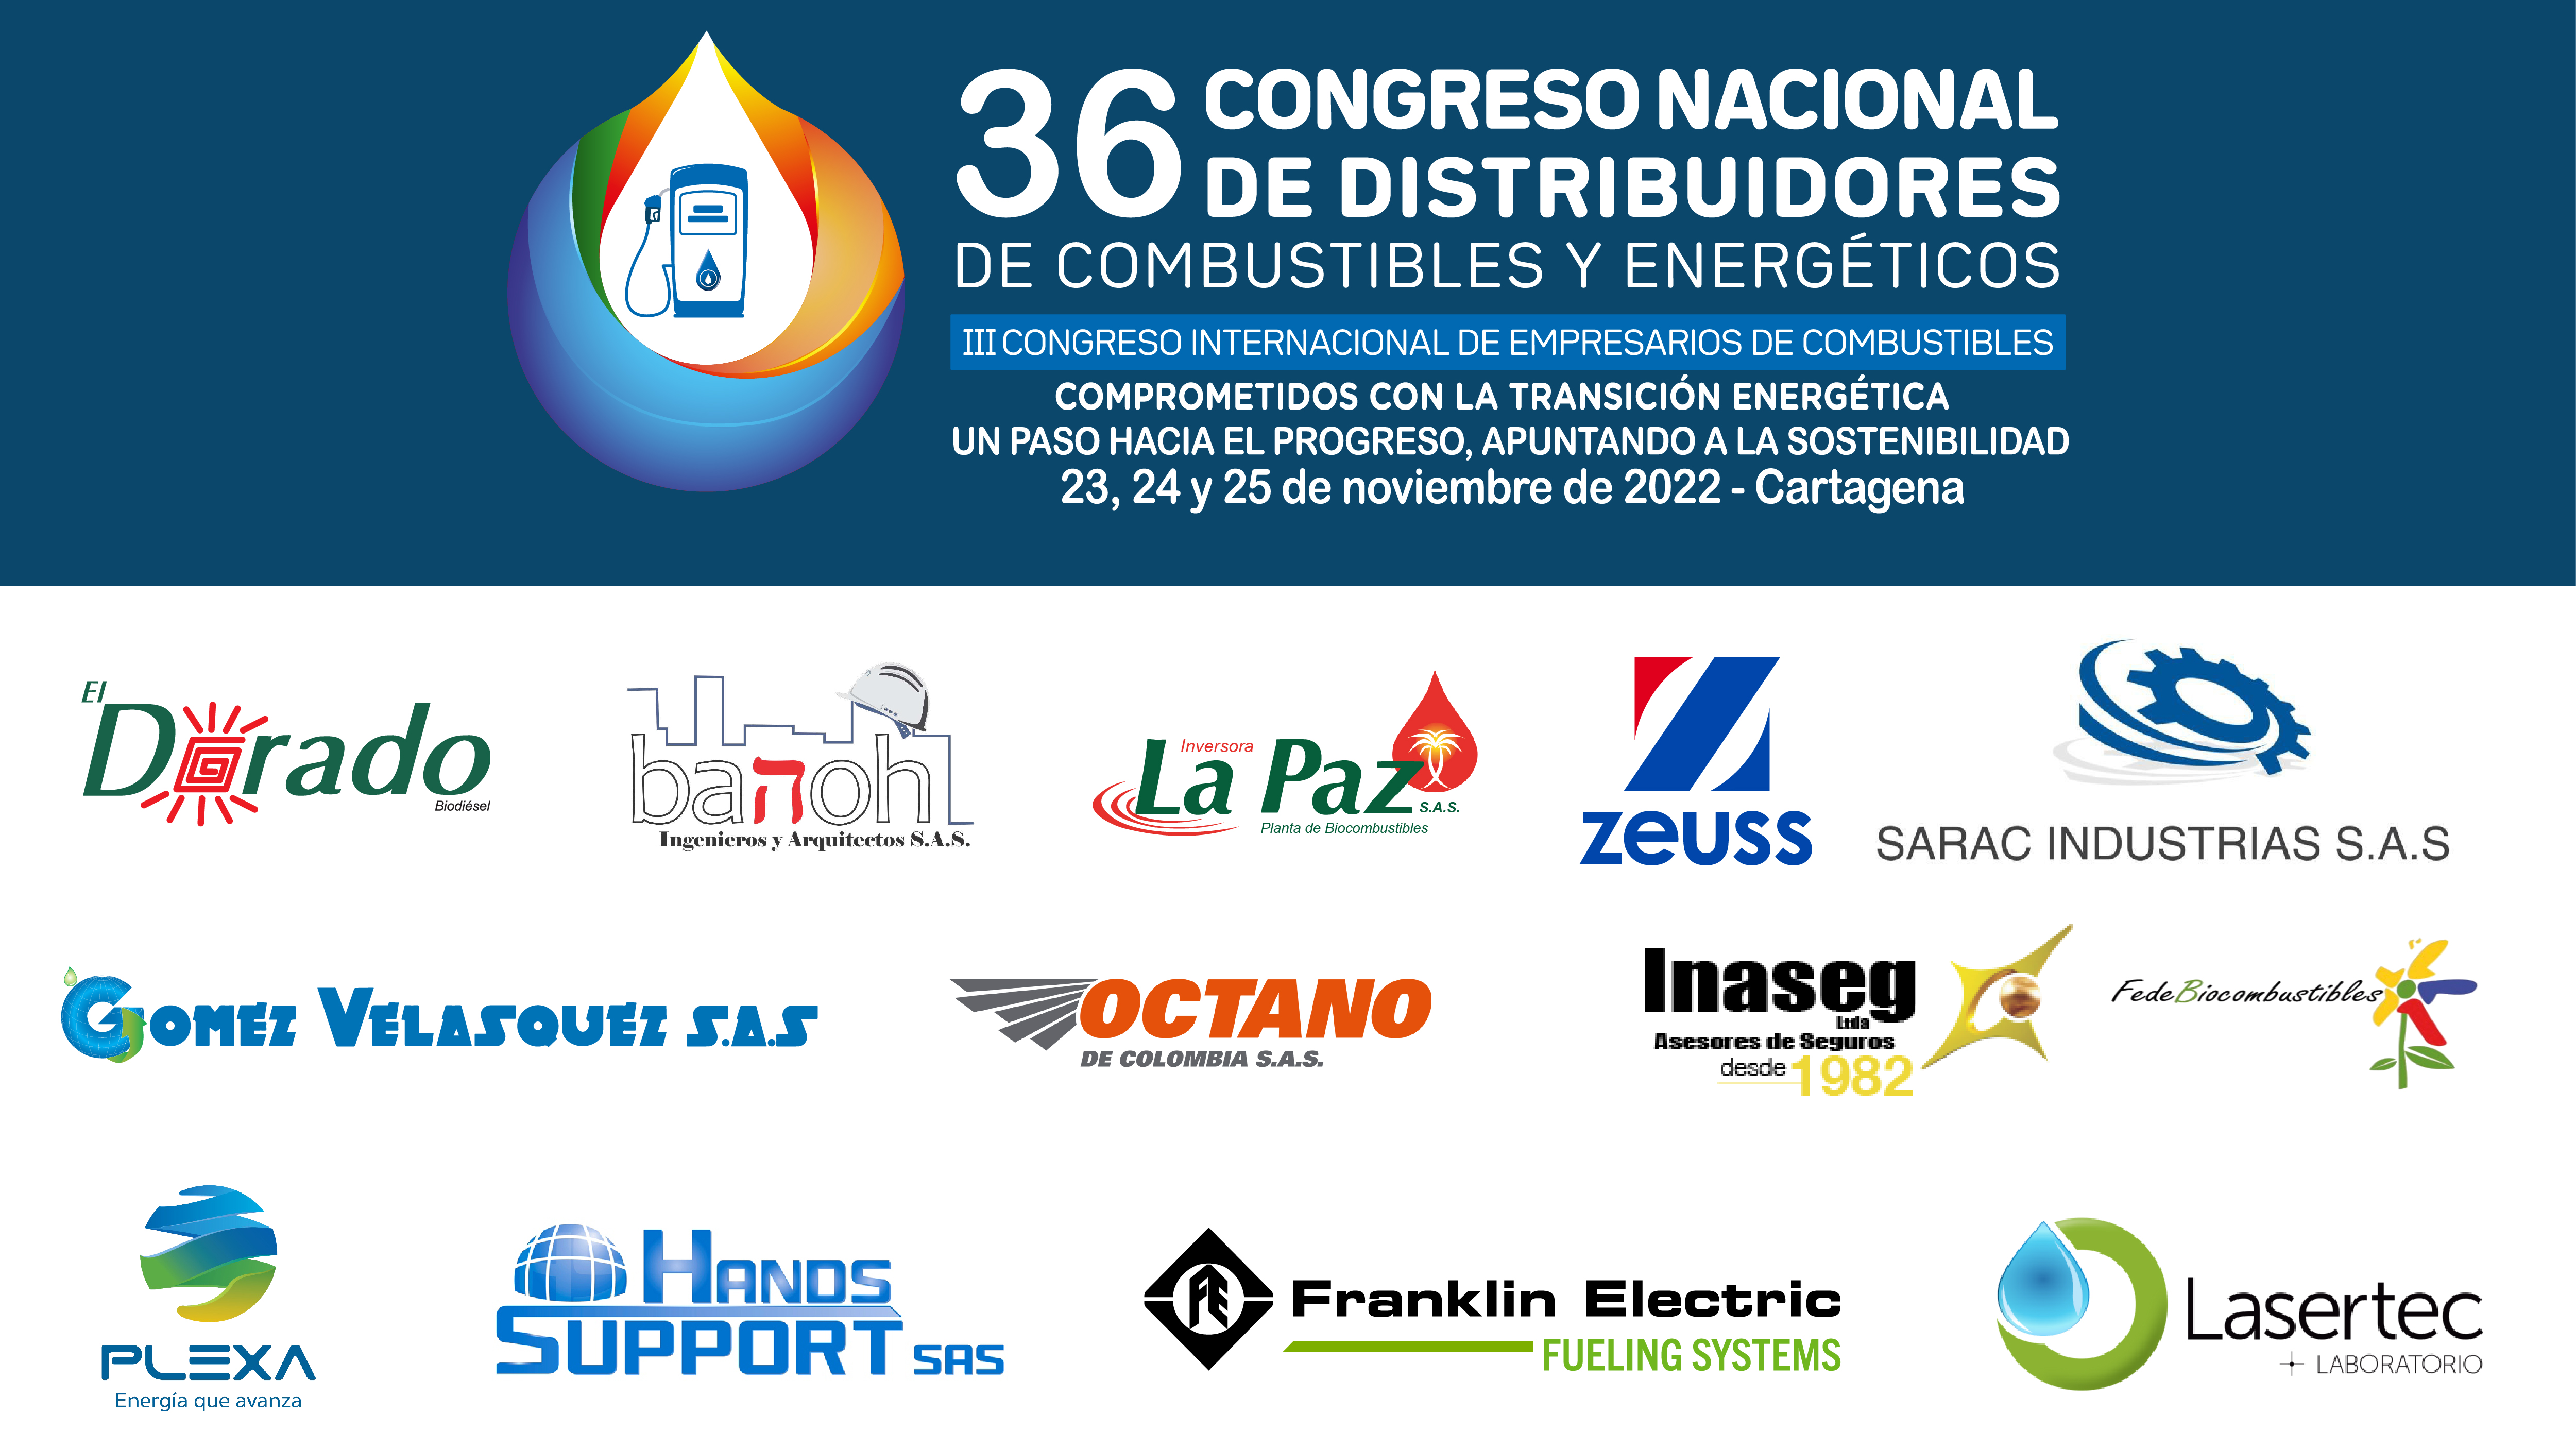 36 CONGRESO NACIONAL
DE DISTRIBUIDORES
DE COMBUSTIBLES Y ENERGÉTICOS
III CONGRESO INTERNACIONAL DE EMPRESARIOS DE COMBUSTIBLES
COMPROMETIDOS CON LA TRANSICIÓN ENERGÉTICA
UN PASO HACIA EL PROGRESO, APUNTANDO A LA SOSTENIBILIDAD
23, 24 y 25 de noviembre de 2022 - Cartagena
El
Dorado
Biodiésel
baחoh
Ingenieros y Arquitectos S.A.S.
Inversora
La Paz
S.A.S.
Planta de Biocombustibles
zeuss
SARAC INDUSTRIAS S.A.S
GOMEZ VELASQUEZ S.A.S
OCTANO
DE COLOMBIA S.A.S.
Inaseg
Ltda
Asesores de Seguros
desde 1982
FedeBiocombustibles
PLEXA
Energía que avanza
HANDS
SUPPORT SAS
FE
Franklin Electric
FUELING SYSTEMS
Lasertec
LABORATORIO